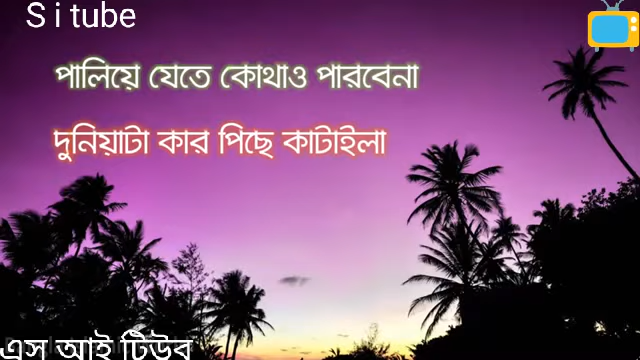 S i tube
পালিয়ে যেতে কোথাও পারবেনা
দুনিয়াটা কার পিছে কাটাইলা
এস আই টিউব